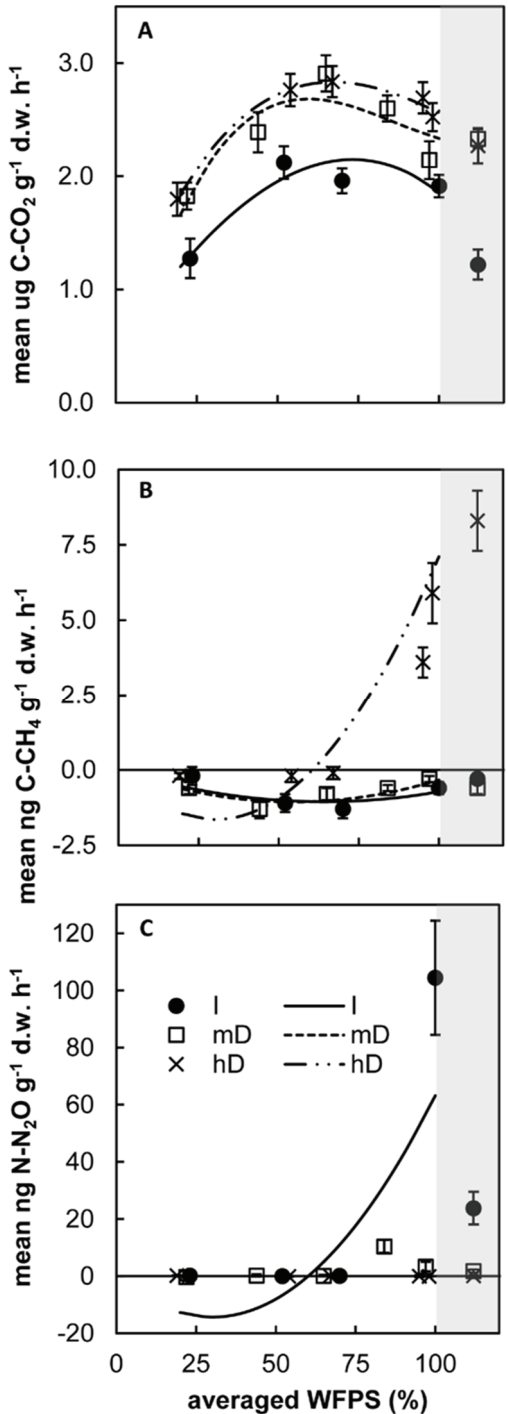 A
mean ug C-CO₂ g⁻¹ d.w. h⁻¹
3.0
2.0
1.0
0.0
B
mean ng C-CH₄ g⁻¹ d.w. h⁻¹
10.0
7.5
5.0
2.5
0.0
-2.5
C
mean ng N-N₂O g⁻¹ d.w. h⁻¹
120
100
80
60
40
20
0
-20
I I
mD mD
hD hD
0 25 50 75 100
averaged WFPS (%)